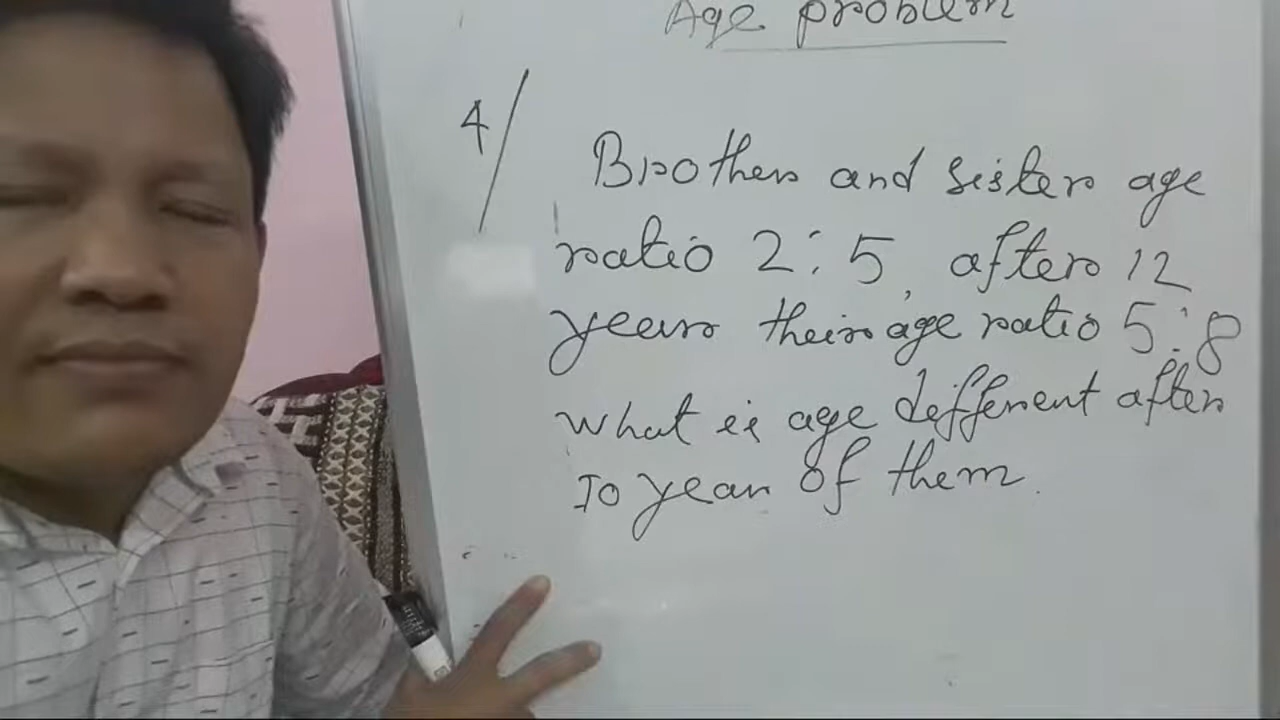 Age problem
4/
Brother and Sister age
ratio 2:5, after 12
years their age ratio 5:8
what is age different after
10 year of them.